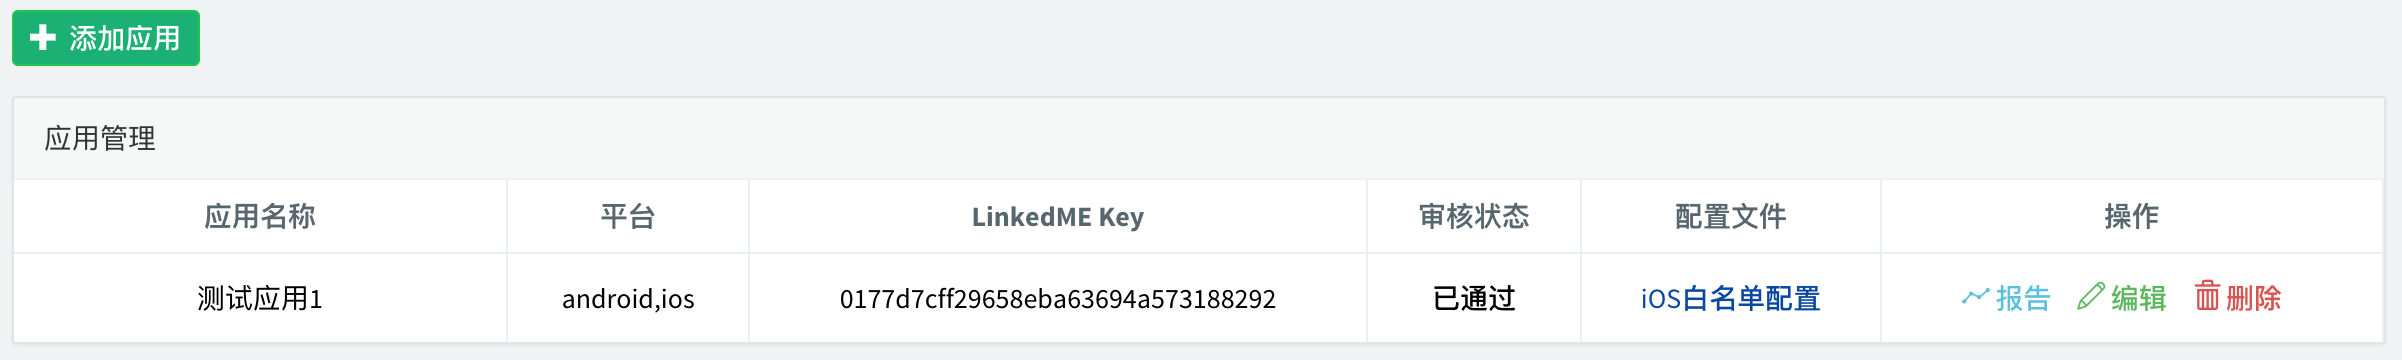 添加应用
应用管理
应用名称 平台 LinkedME Key 审核状态 配置文件 操作
测试应用1 android,ios 0177d7cff29658eba63694a573188292 已通过 iOS白名单配置 报告 编辑 删除